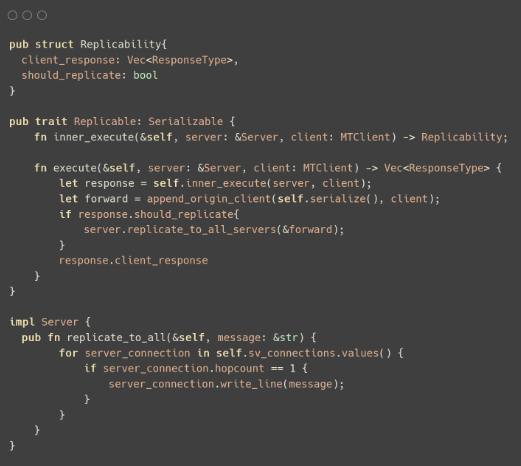 pub struct Replicability{
  client_response: Vec<ResponseType>,
  should_replicate: bool
}
pub trait Replicable: Serializable {
    fn inner_execute(&self, server: &Server, client: MTClient) -> Replicability;
    fn execute(&self, server: &Server, client: MTClient) -> Vec<ResponseType> {
        let response = self.inner_execute(server, client);
        let forward = append_origin_client(self.serialize(), client);
        if response.should_replicate{
            server.replicate_to_all_servers(&forward);
        }
        response.client_response
    }
}
impl Server {
  pub fn replicate_to_all(&self, message: &str) {
        for server_connection in self.sv_connections.values() {
            if server_connection.hopcount == 1 {
                server_connection.write_line(message);
            }
        }
    }
}